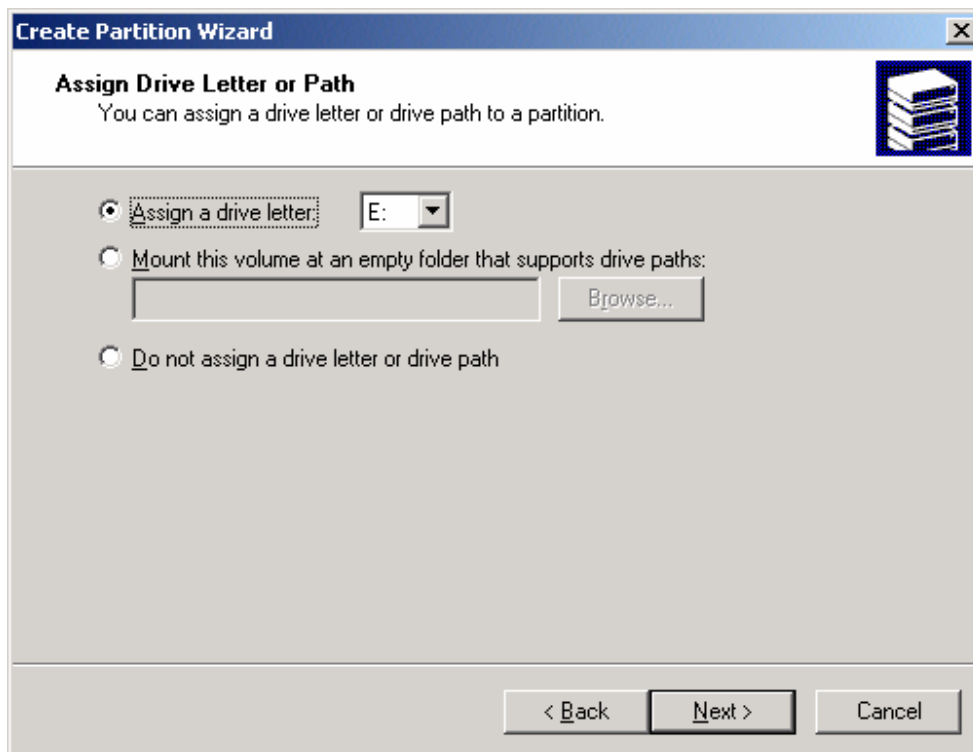 Create Partition Wizard
Assign Drive Letter or Path
You can assign a drive letter or drive path to a partition.
Assign a drive letter: E:
Mount this volume at an empty folder that supports drive paths:
Browse...
Do not assign a drive letter or drive path
< Back Next > Cancel